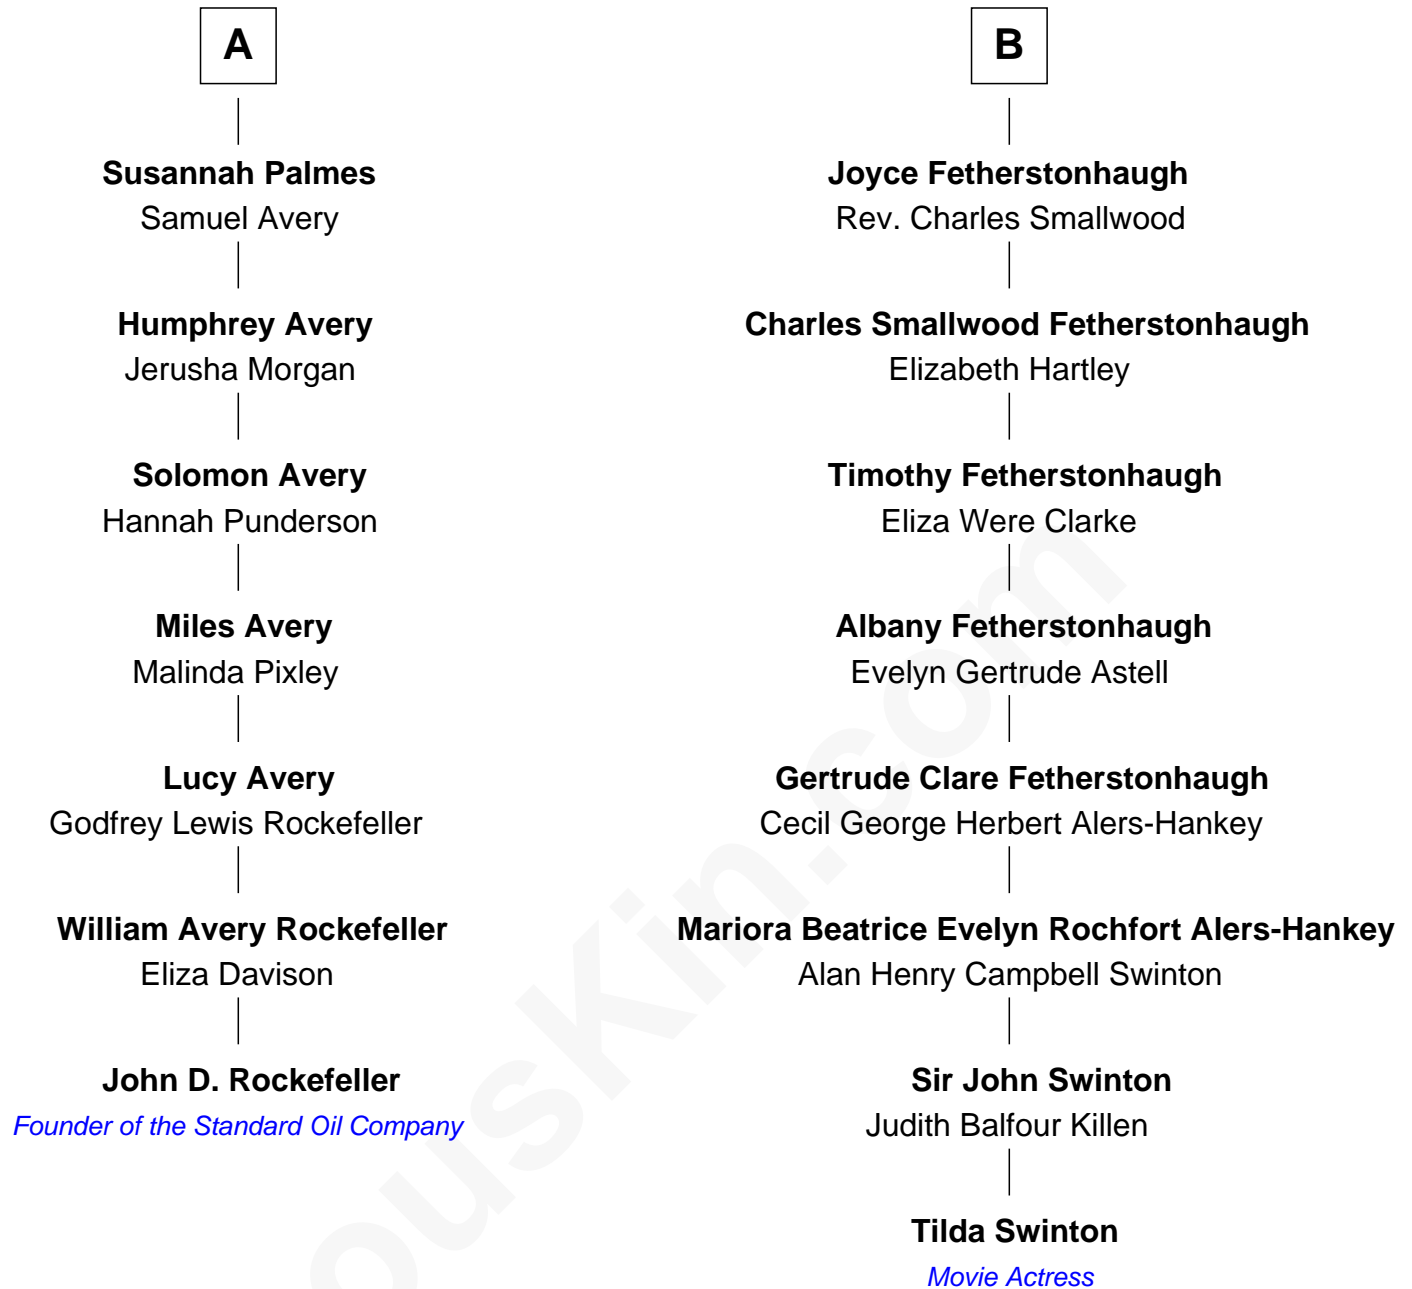 A
Susannah Palmes
Samuel Avery
Humphrey Avery
Jerusha Morgan
Solomon Avery
Hannah Punderson
Miles Avery
Malinda Pixley
Lucy Avery
Godfrey Lewis Rockefeller
William Avery Rockefeller
Eliza Davison
John D. Rockefeller
Founder of the Standard Oil Company
B
Joyce Fetherstonhaugh
Rev. Charles Smallwood
Charles Smallwood Fetherstonhaugh
Elizabeth Hartley
Timothy Fetherstonhaugh
Eliza Were Clarke
Albany Fetherstonhaugh
Evelyn Gertrude Astell
Gertrude Clare Fetherstonhaugh
Cecil George Herbert Alers-Hankey
Mariora Beatrice Evelyn Rochfort Alers-Hankey
Alan Henry Campbell Swinton
Sir John Swinton
Judith Balfour Killen
Tilda Swinton
Movie Actress
ousKin.com